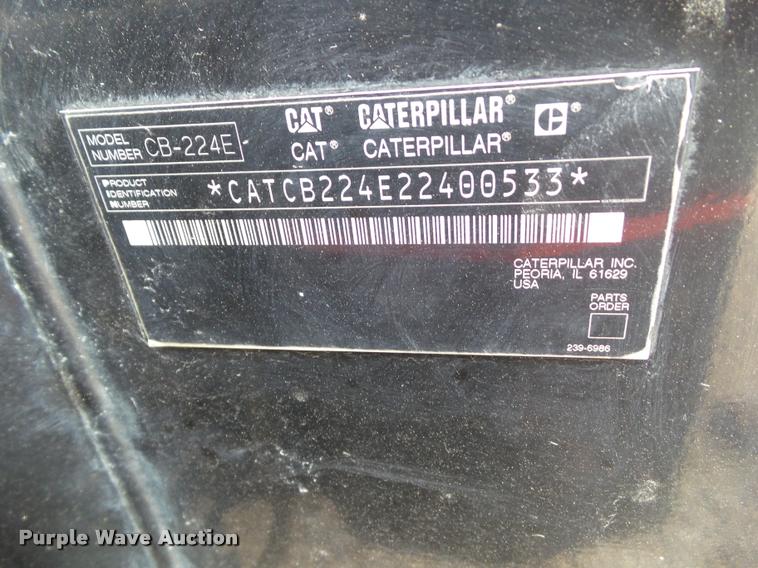 CAT® CATERPILLAR®
MODEL NUMBER CB-224E
CAT® CATERPILLAR®
PRODUCT IDENTIFICATION NUMBER *CATCB224E22400533*
CATERPILLAR INC.
PEORIA, IL 61629
USA
PARTS
ORDER
239-6986
Purple Wave Auction